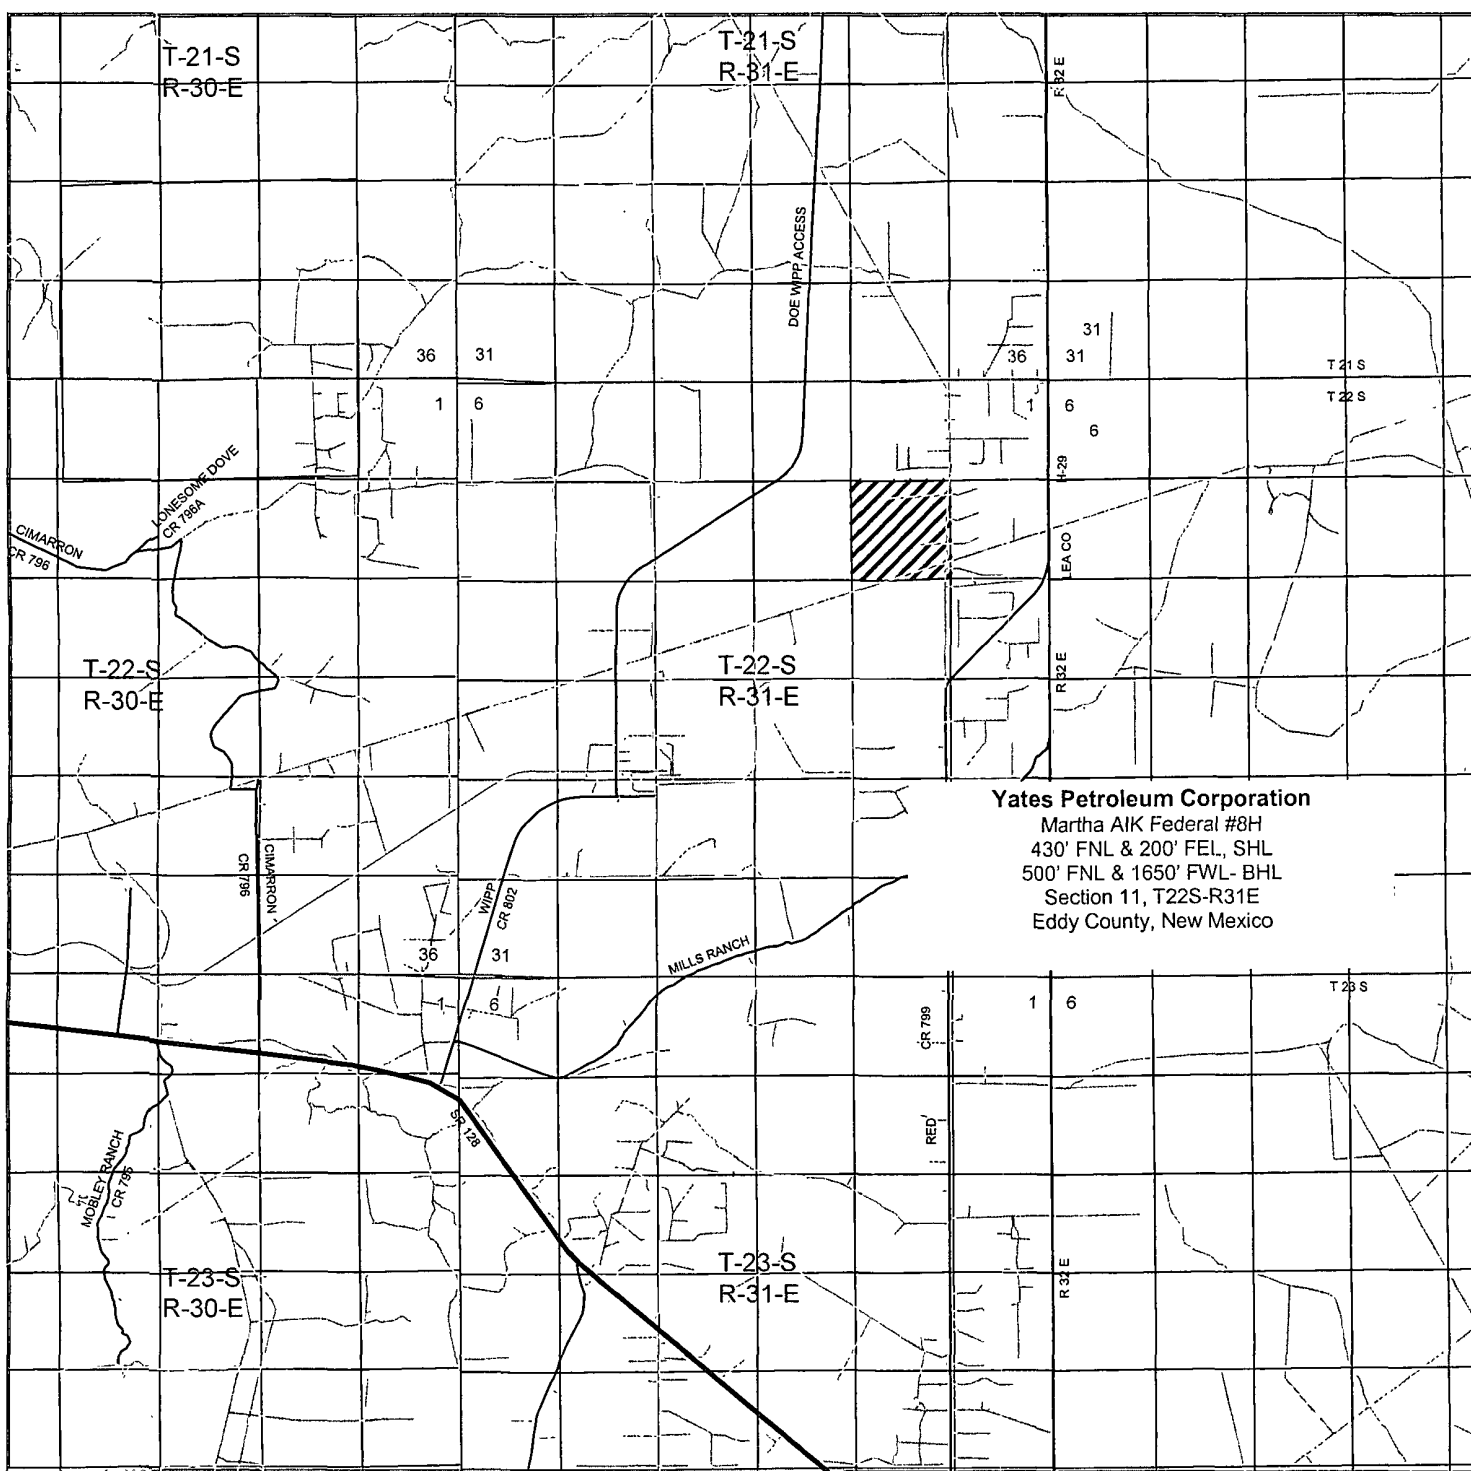 T-21-S
R-30-E
T-21-S
R-31-E
R 32 E
DOE WIPP ACCESS
36 31
36 31
31
T 21 S
1 6
1 6
6
T 22 S
LONESOME DOVE
CR 796A
CIMARRON
CR 796
H-29
LEA CO
T-22-S
R-30-E
T-22-S
R-31-E
R 32 E
Yates Petroleum Corporation
Martha AIK Federal #8H
430' FNL & 200' FEL, SHL
500' FNL & 1650' FWL- BHL
Section 11, T22S-R31E
Eddy County, New Mexico
CR 796
CIMARRON
WIPP
CR 802
36 31
MILLS RANCH
1 6
1 6
T 23 S
CR 799
RED
SR 128
MOBLEY RANCH
CR 795
T-23-S
R-30-E
T-23-S
R-31-E
R 32 E